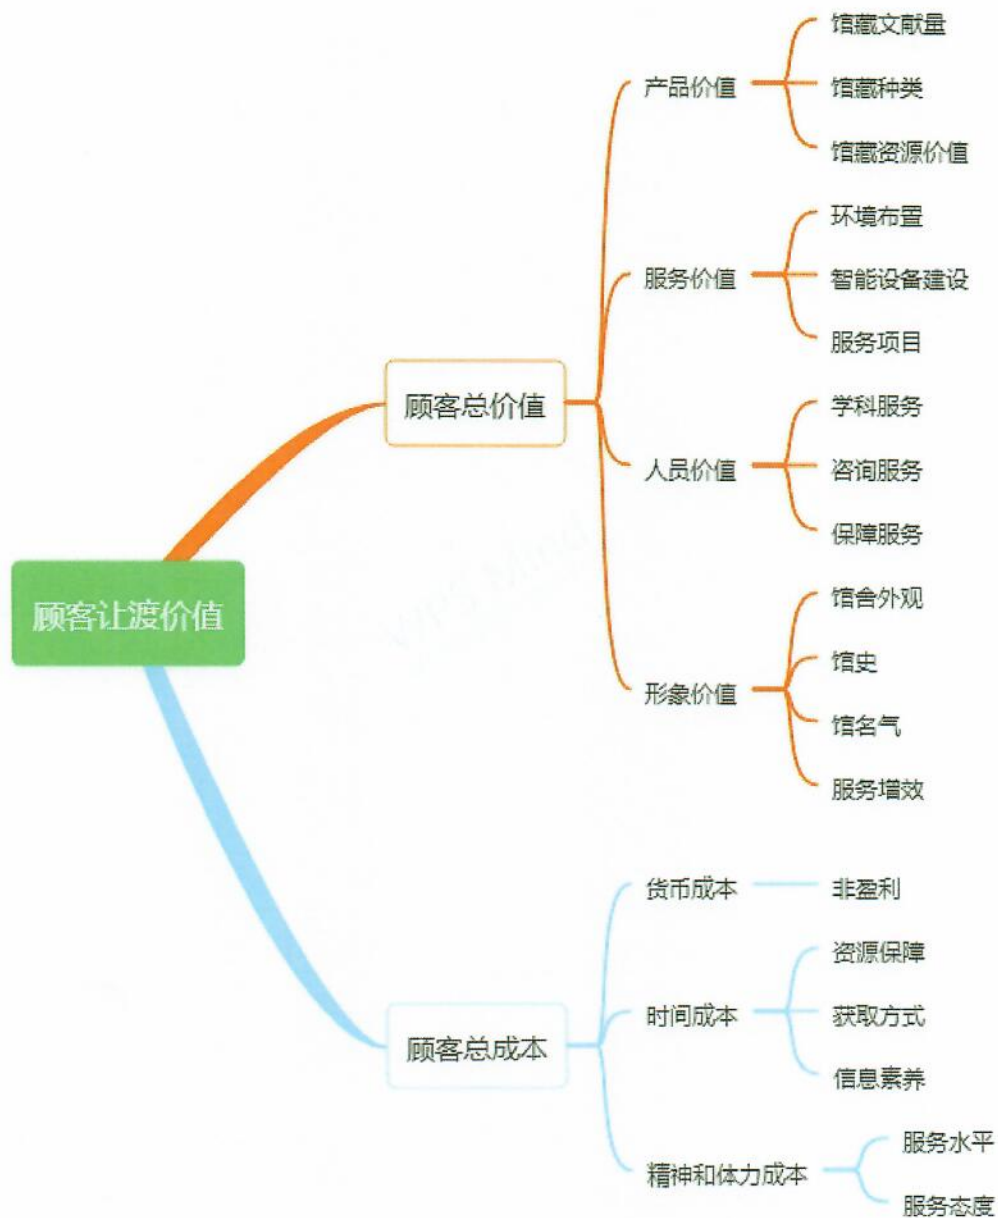 顾客让渡价值
顾客总价值
产品价值
馆藏文献量
馆藏种类
馆藏资源价值
服务价值
环境布置
智能设备建设
服务项目
人员价值
学科服务
咨询服务
保障服务
形象价值
馆舍外观
馆史
馆名气
服务增效
顾客总成本
货币成本
非盈利
时间成本
资源保障
获取方式
信息素养
精神和体力成本
服务水平
服务态度